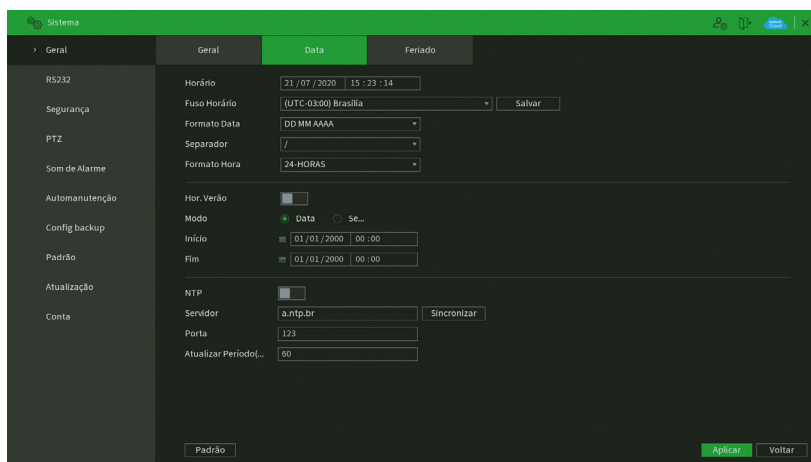 Sistema
Geral
RS232
Segurança
PTZ
Som de Alarme
Automanutenção
Config backup
Padrão
Atualização
Conta
Geral Data Feriado
Horário 21 / 07 / 2020 15 : 23 : 14
Fuso Horário (UTC-03:00) Brasília Salvar
Formato Data DD MM AAAA
Separador /
Formato Hora 24-HORAS
Hor. Verão
Modo Data Se...
Início 01 / 01 / 2000 00 : 00
Fim 01 / 01 / 2000 00 : 00
NTP
Servidor a.ntp.br Sincronizar
Porta 123
Atualizar Período(... 60
Padrão Aplicar Voltar